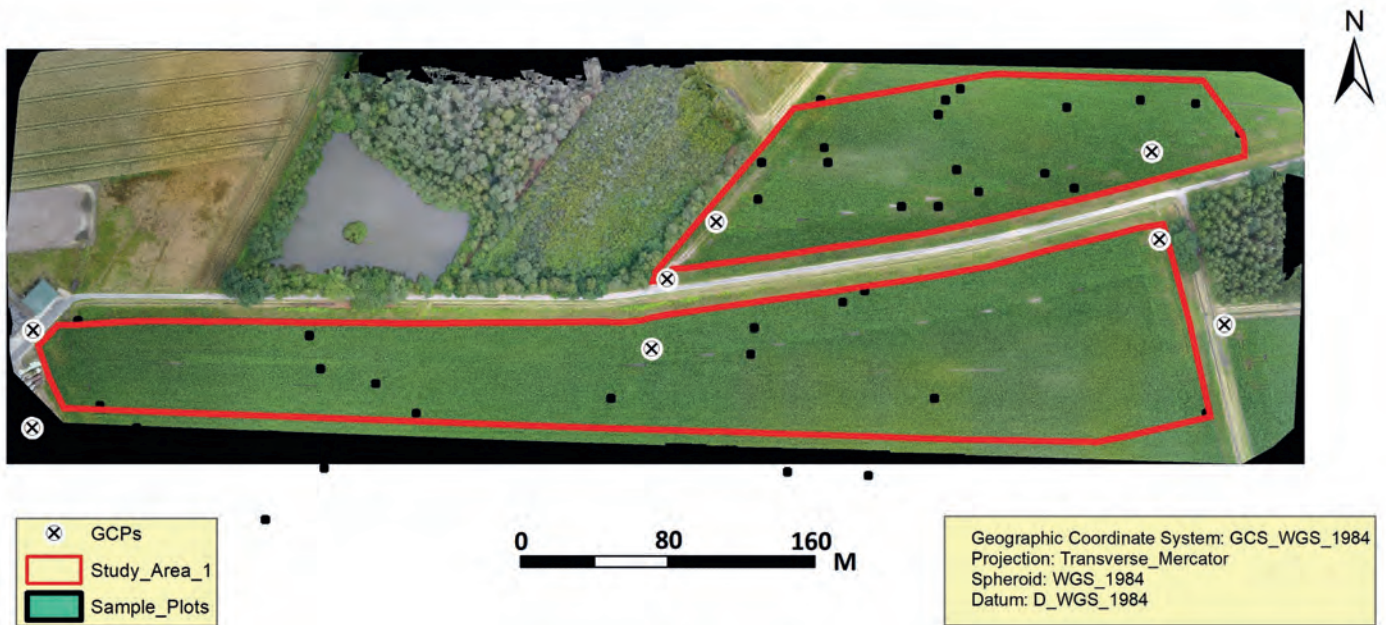 N
GCPs
Study_Area_1
Sample_Plots
0 80 160
M
Geographic Coordinate System: GCS_WGS_1984
Projection: Transverse_Mercator
Spheroid: WGS_1984
Datum: D_WGS_1984